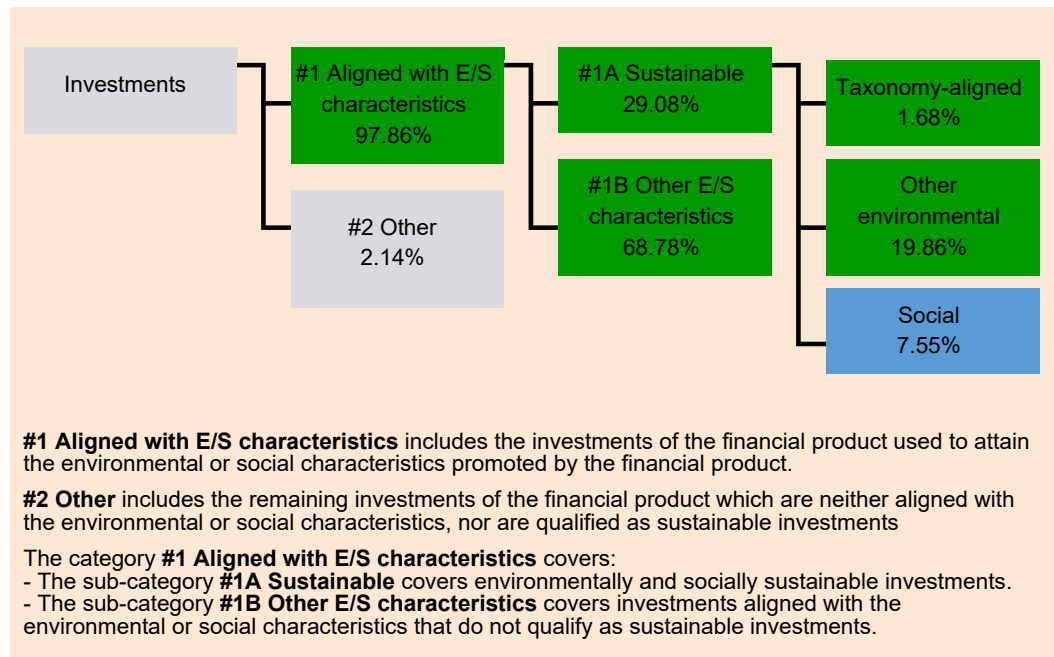 Investments
#1 Aligned with E/S
characteristics
97.86%
#2 Other
2.14%
#1A Sustainable
29.08%
#1B Other E/S
characteristics
68.78%
Taxonomy-aligned
1.68%
Other
environmental
19.86%
Social
7.55%
#1 Aligned with E/S characteristics includes the investments of the financial product used to attain
the environmental or social characteristics promoted by the financial product.
#2 Other includes the remaining investments of the financial product which are neither aligned with
the environmental or social characteristics, nor are qualified as sustainable investments
The category #1 Aligned with E/S characteristics covers:
- The sub-category #1A Sustainable covers environmentally and socially sustainable investments.
- The sub-category #1B Other E/S characteristics covers investments aligned with the
environmental or social characteristics that do not qualify as sustainable investments.